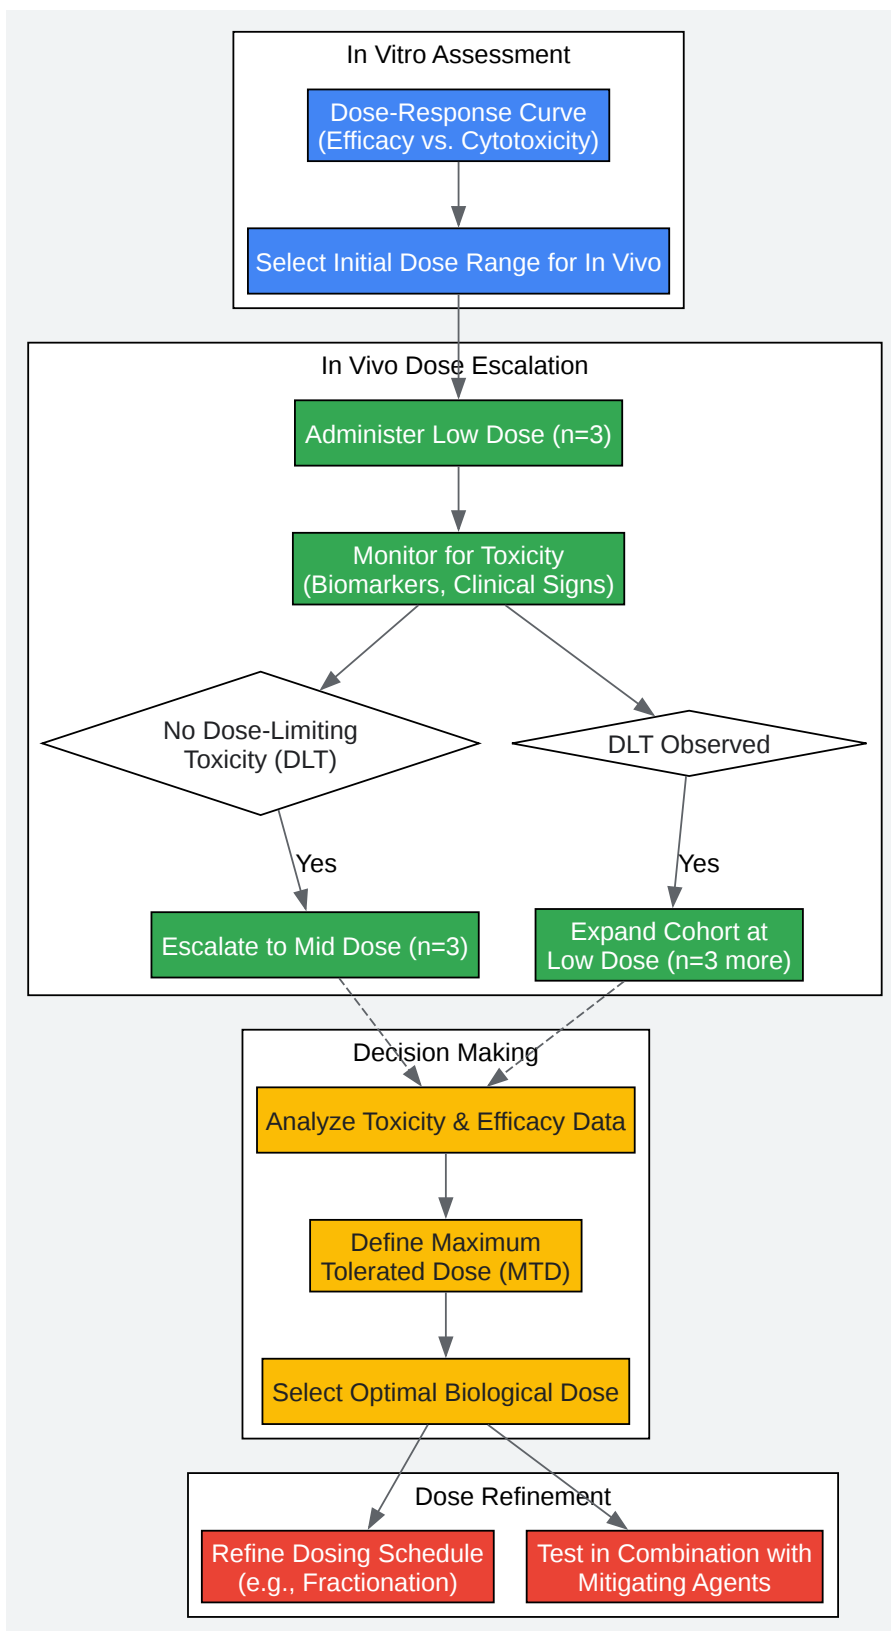 In Vitro Assessment
Dose-Response Curve
(Efficacy vs. Cytotoxicity)
Select Initial Dose Range for In Vivo
In Vivo Dose Escalation
Administer Low Dose (n=3)
Monitor for Toxicity
(Biomarkers, Clinical Signs)
No Dose-Limiting
Toxicity (DLT)
DLT Observed
Yes
Yes
Escalate to Mid Dose (n=3)
Expand Cohort at
Low Dose (n=3 more)
Decision Making
Analyze Toxicity & Efficacy Data
Define Maximum
Tolerated Dose (MTD)
Select Optimal Biological Dose
Dose Refinement
Refine Dosing Schedule
(e.g., Fractionation)
Test in Combination with
Mitigating Agents